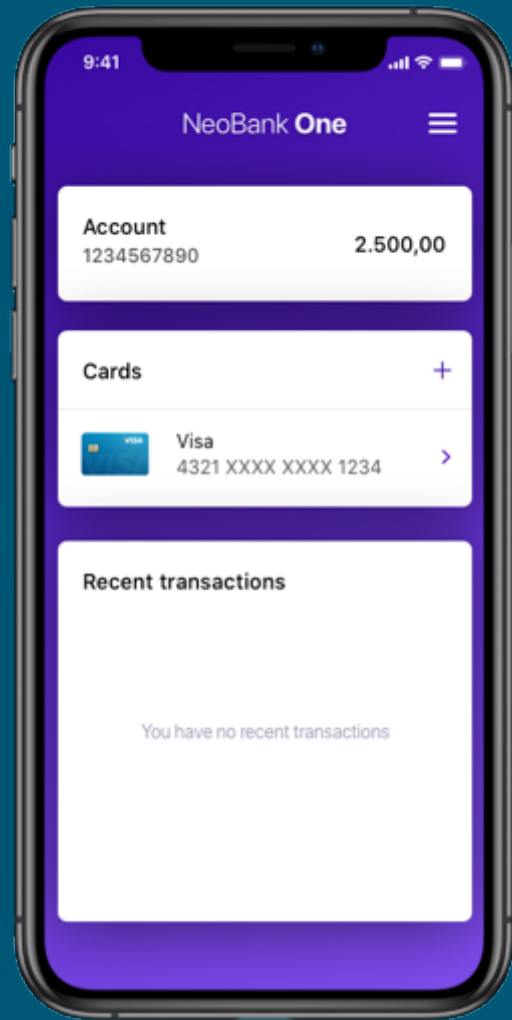 9:41
NeoBank One
Account
1234567890
2.500,00
Cards
+
VISA
Visa
4321 XXXX XXXX 1234
Recent transactions
You have no recent transactions